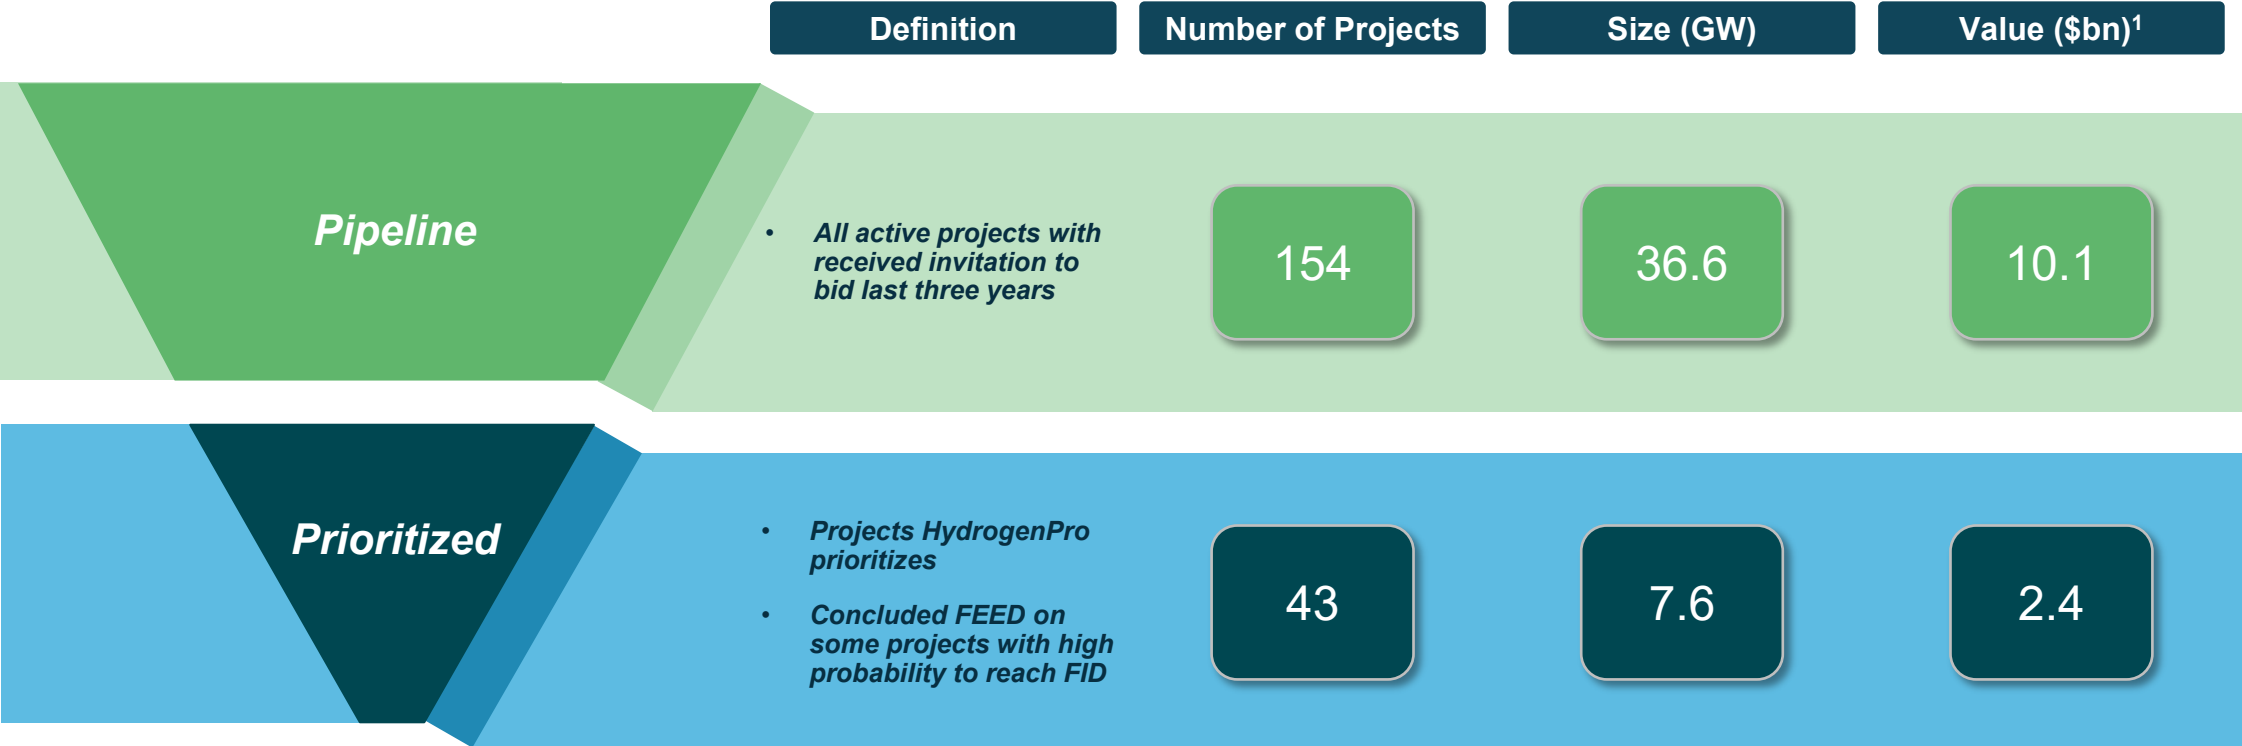 Definition
Number of Projects
Size (GW)
Value ($bn)¹
Pipeline
• All active projects with
received invitation to
bid last three years
154
36.6
10.1
Prioritized
• Projects HydrogenPro
prioritizes
• Concluded FEED on
some projects with high
probability to reach FID
43
7.6
2.4